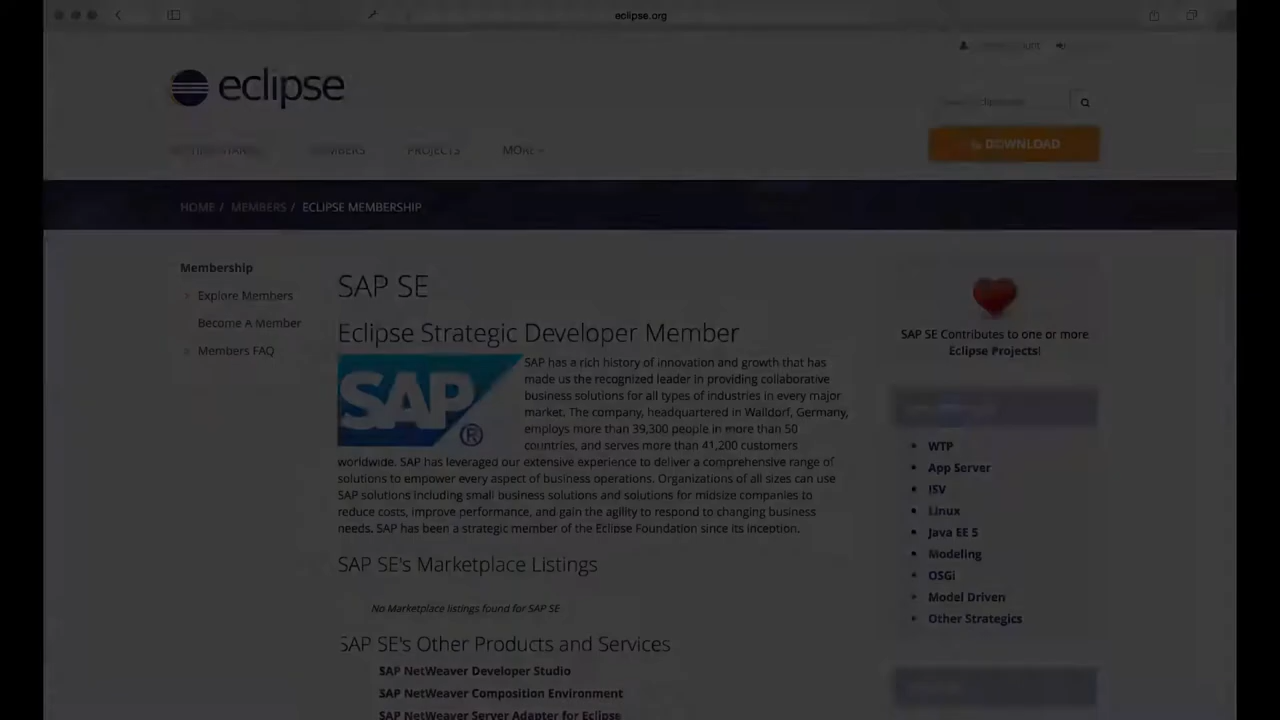 eclipse.org
eclipse
MEMBERS
PROJECTS
MORE
DOWNLOAD
HOME / MEMBERS / ECLIPSE MEMBERSHIP
Membership
Explore Members
Become A Member
Members FAQ
SAP SE
Eclipse Strategic Developer Member
SAP®
SAP has a rich history of innovation and growth that has
made us the recognized leader in providing collaborative
business solutions for all types of industries in every major
market. The company, headquartered in Walldorf, Germany,
employs more than 39,300 people in more than 50
countries, and serves more than 41,200 customers
worldwide. SAP has leveraged our extensive experience to deliver a comprehensive range of
solutions to empower every aspect of business operations. Organizations of all sizes can use
SAP solutions including small business solutions and solutions for midsize companies to
reduce costs, improve performance, and gain the agility to respond to changing business
needs. SAP has been a strategic member of the Eclipse Foundation since its inception.
SAP SE's Marketplace Listings
No Marketplace listings found for SAP SE
SAP SE's Other Products and Services
SAP NetWeaver Developer Studio
SAP NetWeaver Composition Environment
SAP NetWeaver Server Adapter for Eclipse
SAP SE Contributes to one or more
Eclipse Projects!
WTP
App Server
ISV
Linux
Java EE 5
Modeling
OSGi
Model Driven
Other Strategics